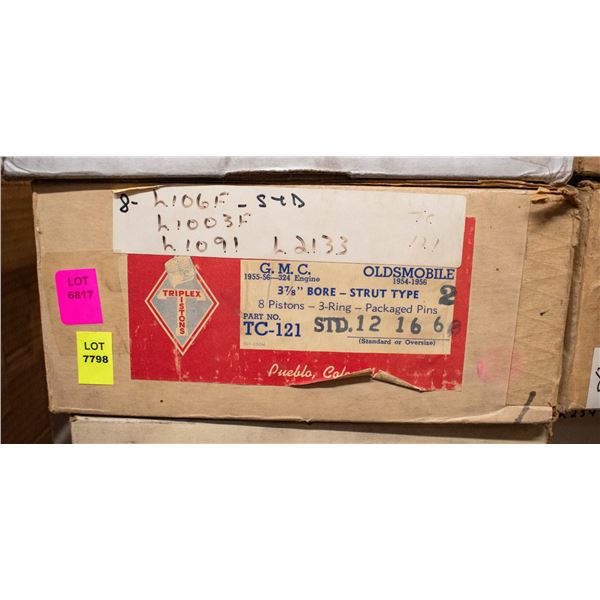 8- L106F - STD
L1003F
L1091 L2133
TC
121
G. M. C.
1955-56—324 Engine
OLDSMOBILE
1954-1956
3⅞" BORE — STRUT TYPE
8 Pistons — 3-Ring — Packaged Pins
2
PART NO.
TC-121
STD. 12 16 6
(Standard or Oversize)
TRIPLEX
PISTONS
Pueblo,
LOT
6817
LOT
7798